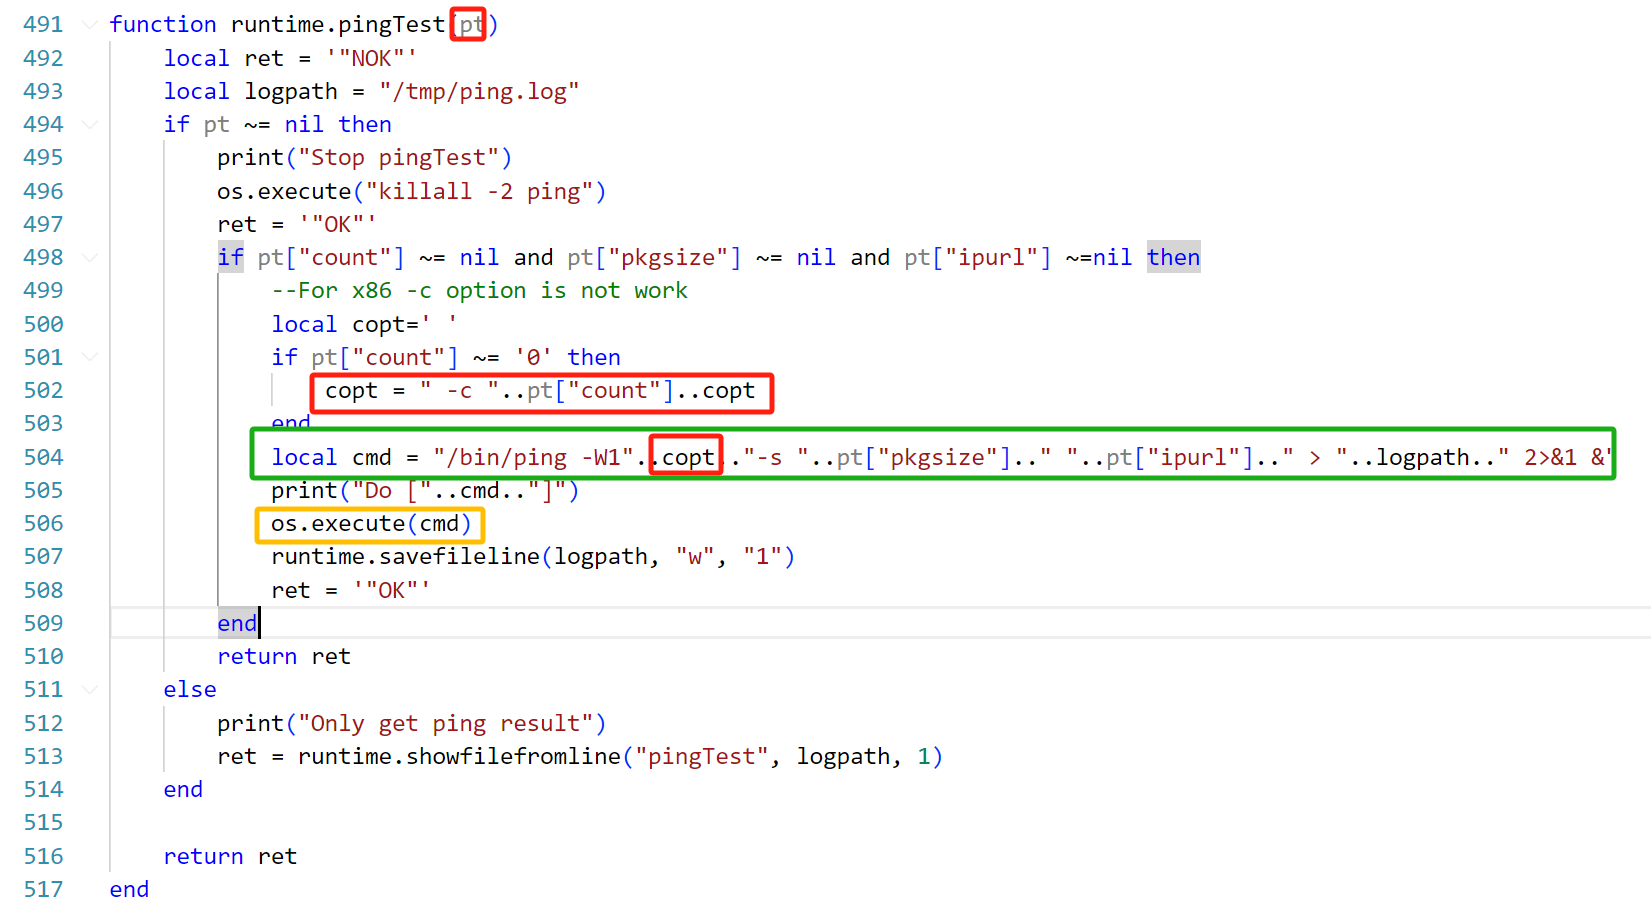 491 function runtime.pingTest(pt)
492 local ret = '"NOK"'
493 local logpath = "/tmp/ping.log"
494 if pt ~= nil then
495 print("Stop pingTest")
496 os.execute("killall -2 ping")
497 ret = '"OK"'
498 if pt["count"] ~= nil and pt["pkgsize"] ~= nil and pt["ipurl"] ~=nil then
499 --For x86 -c option is not work
500 local copt=' '
501 if pt["count"] ~= '0' then
502 copt = " -c "..pt["count"]..copt
503 end
504 local cmd = "/bin/ping -W1"..copt.."-s "..pt["pkgsize"].." "..pt["ipurl"].." > "..logpath.." 2>&1 &"
505 print("Do ["..cmd.."]")
506 os.execute(cmd)
507 runtime.savefileline(logpath, "w", "1")
508 ret = '"OK"'
509 end
510 return ret
511 else
512 print("Only get ping result")
513 ret = runtime.showfilefromline("pingTest", logpath, 1)
514 end
515
516 return ret
517 end